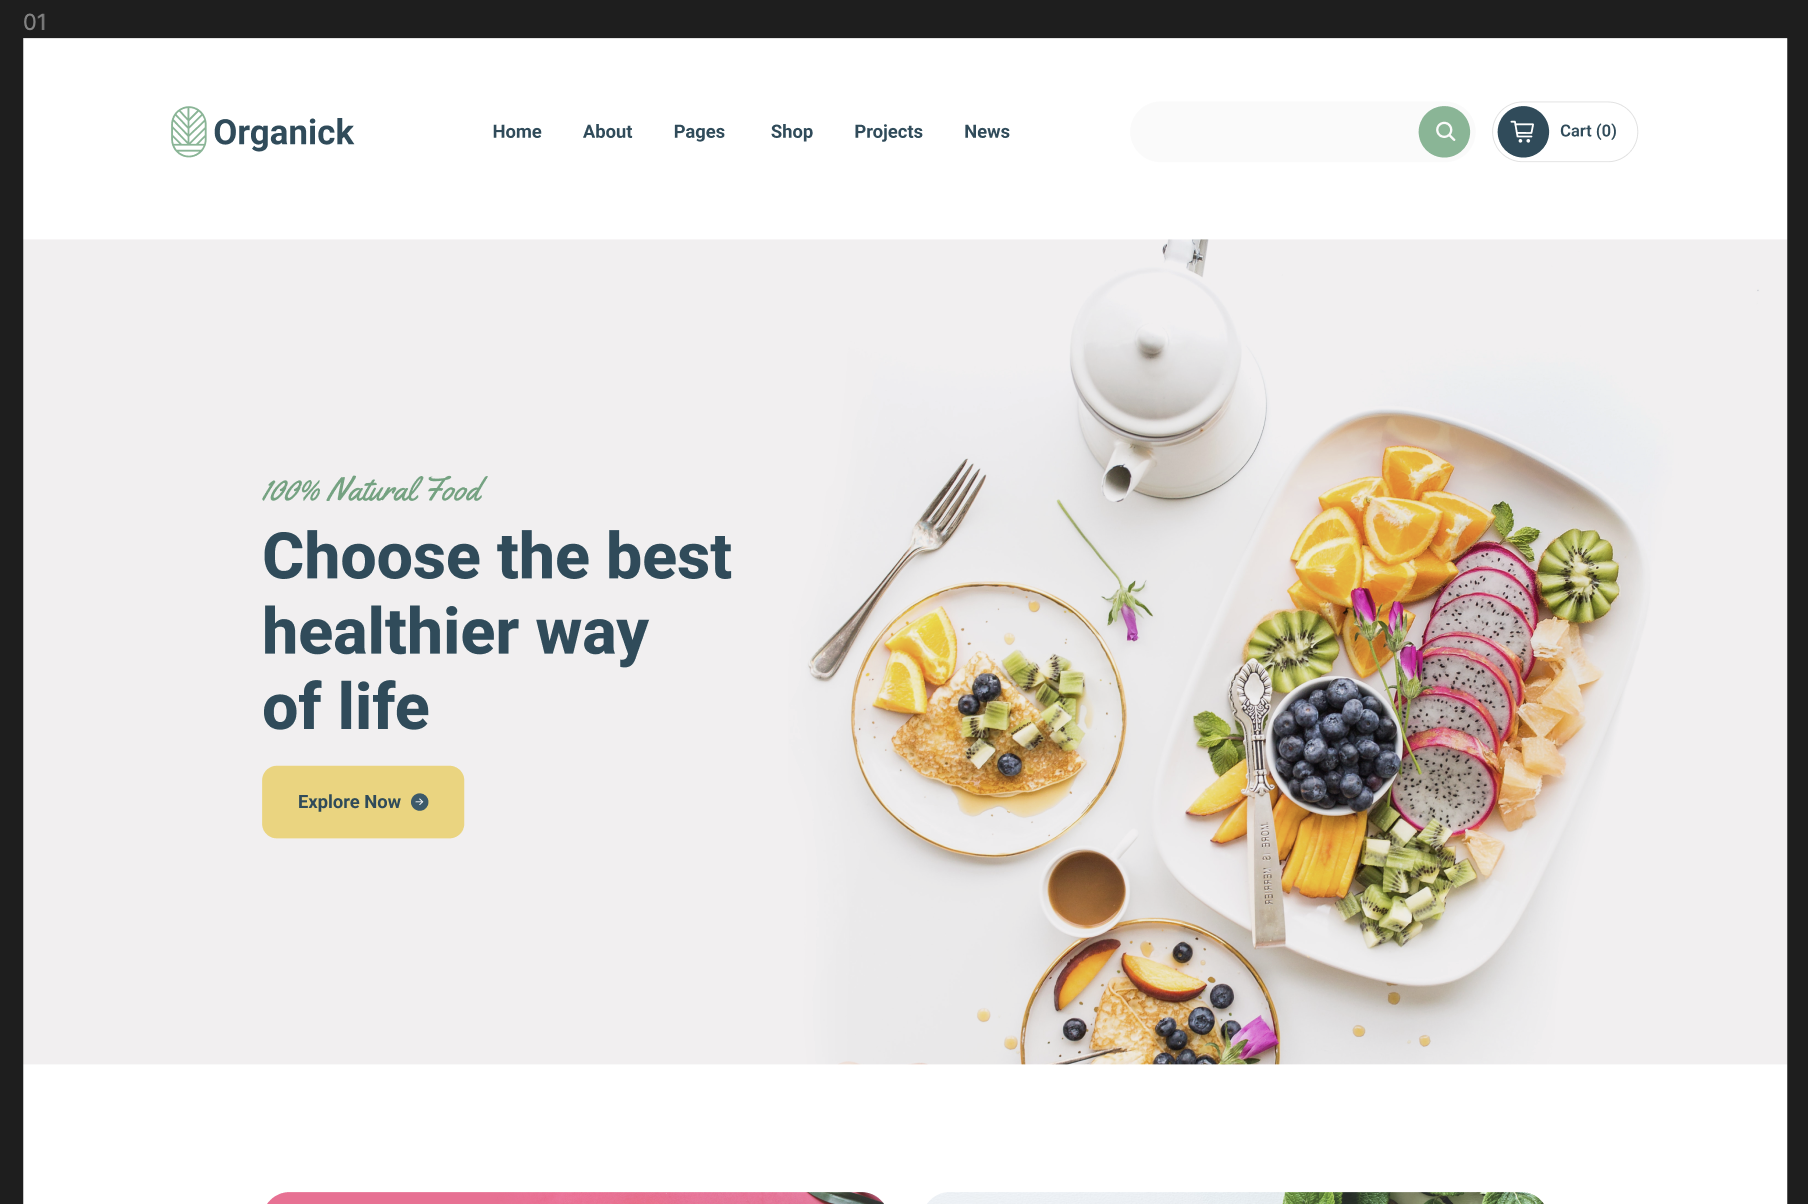 01
Organick
Home About Pages Shop Projects News
Cart (0)
100% Natural Food
Choose the best
healthier way
of life
Explore Now